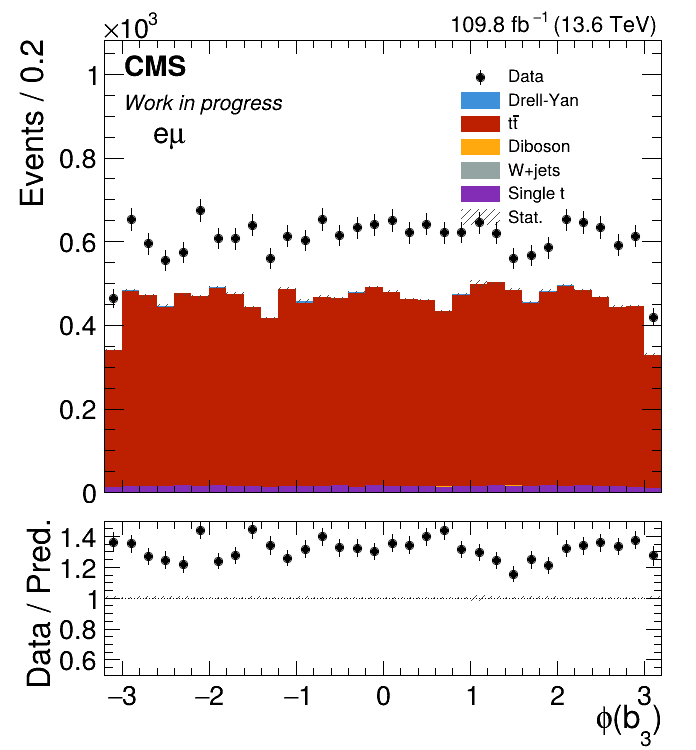 ×10³ 109.8 fb⁻¹ (13.6 TeV)
CMS
Work in progress
eμ
Data
Drell-Yan
tt̄
Diboson
W+jets
Single t
Stat.
Events / 0.2
1
0.8
0.6
0.4
0.2
0
Data / Pred.
1.4
1.2
1
0.8
0.6
−3 −2 −1 0 1 2 3
ϕ(b₃)